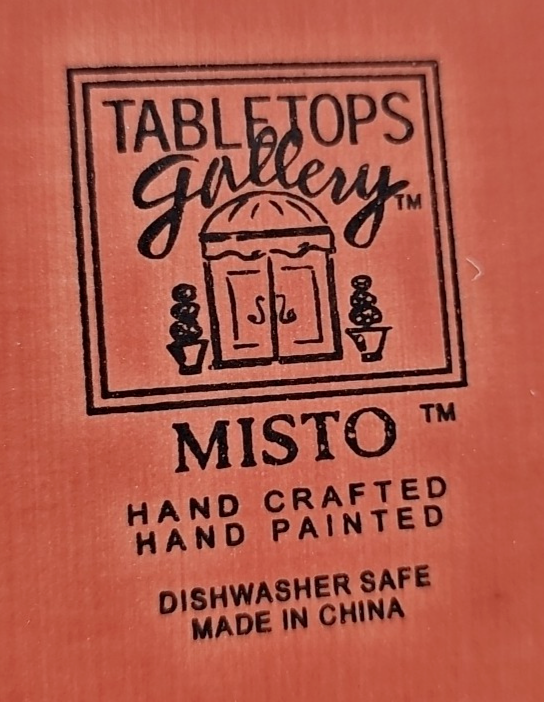 TABLETOPS
Gallery™
MISTO ™
HAND CRAFTED
HAND PAINTED
DISHWASHER SAFE
MADE IN CHINA